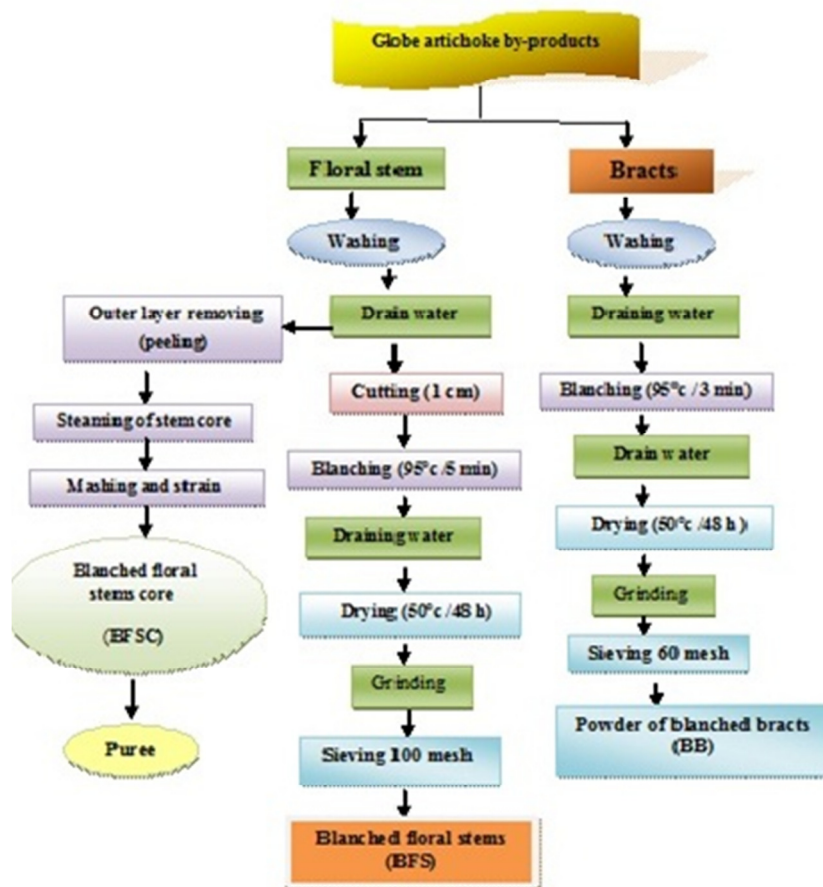 Globe artichoke by-products
Floral stem
Bracts
Washing
Washing
Outer layer removing
(peeling)
Drain water
Draining water
Cutting (1 cm)
Blanching (95°c /3 min)
Steaming of stem core
Blanching (95°c /5 min)
Drain water
Mashing and strain
Draining water
Drying (50°c /48 h)
Blanched floral
stems core
(BFSC)
Drying (50°c /48 h)
Grinding
Grinding
Sieving 60 mesh
Puree
Sieving 100 mesh
Powder of blanched bracts
(BB)
Blanched floral stems
(BFS)